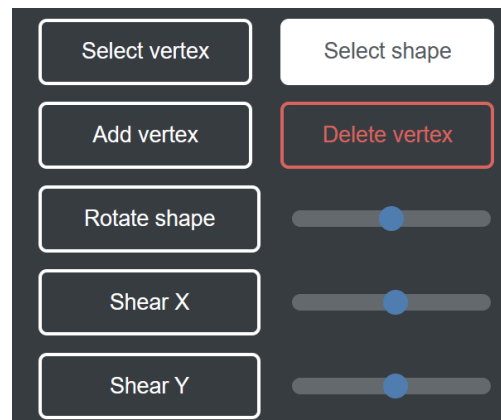 Select vertex
Select shape
Add vertex
Delete vertex
Rotate shape
Shear X
Shear Y